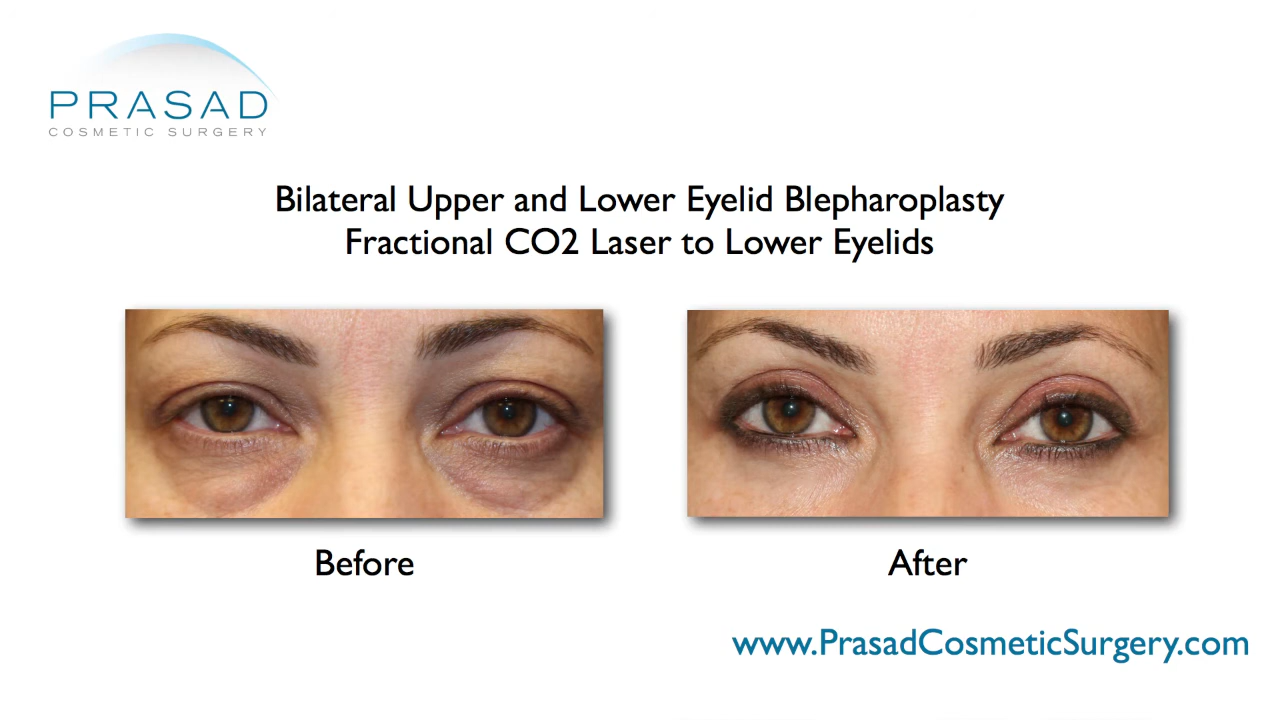 PRASAD
COSMETIC SURGERY
Bilateral Upper and Lower Eyelid Blepharoplasty
Fractional CO2 Laser to Lower Eyelids
Before
After
www.PrasadCosmeticSurgery.com